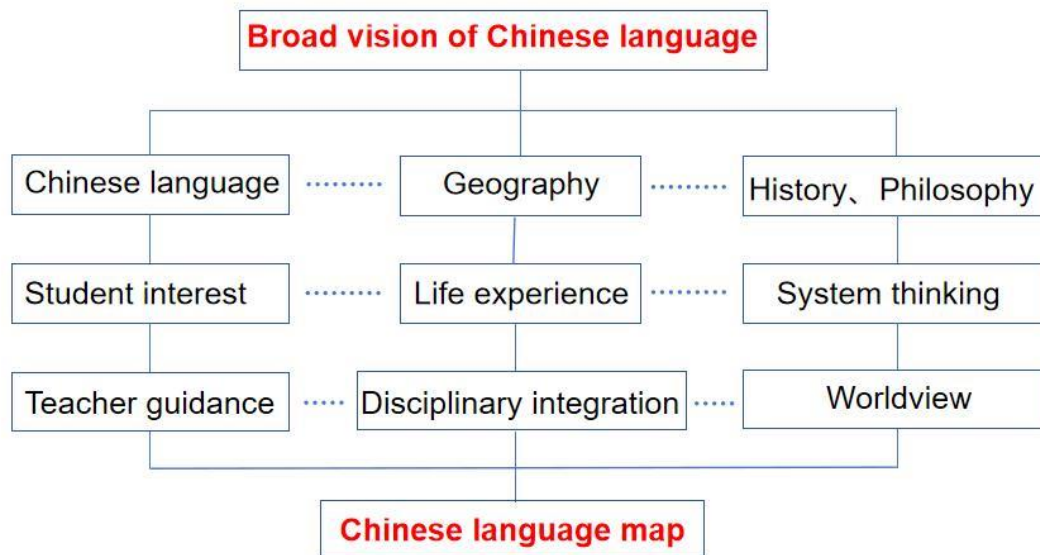 Broad vision of Chinese language
Chinese language
Geography
History、Philosophy
Student interest
Life experience
System thinking
Teacher guidance
Disciplinary integration
Worldview
Chinese language map